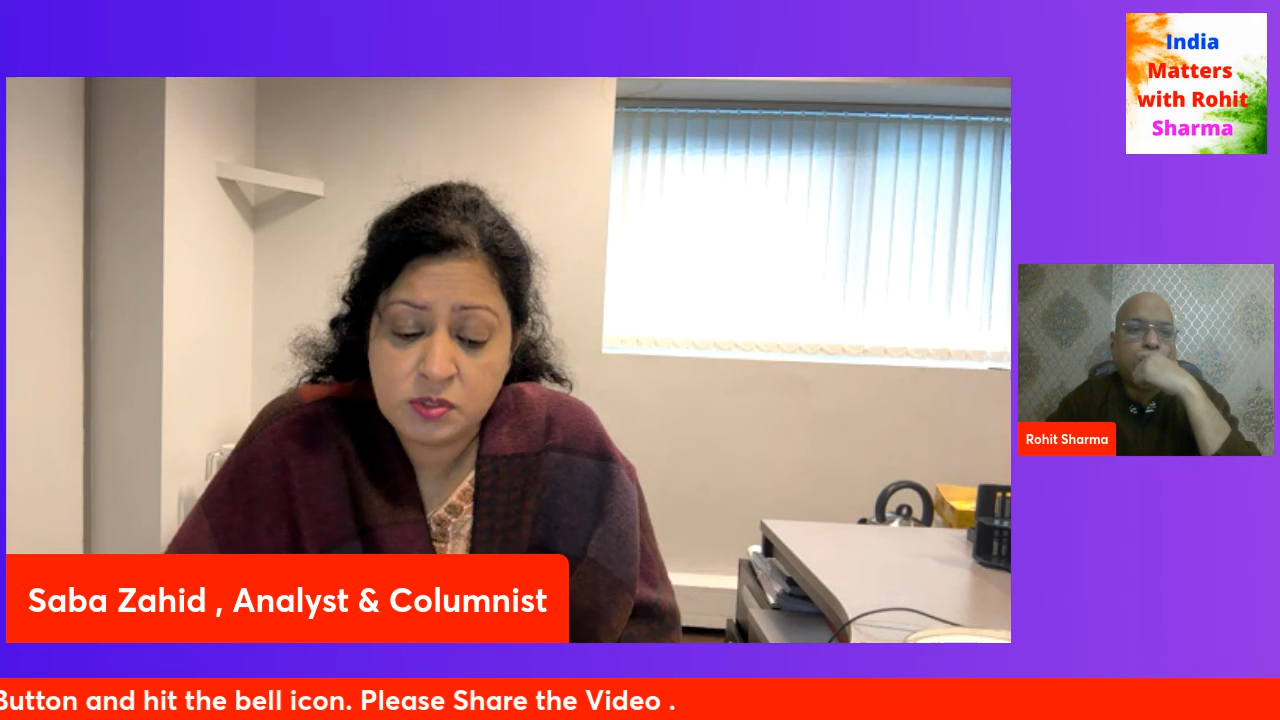 India
Matters
with Rohit
Sharma
Rohit Sharma
Saba Zahid , Analyst & Columnist
Button and hit the bell icon. Please Share the Video .